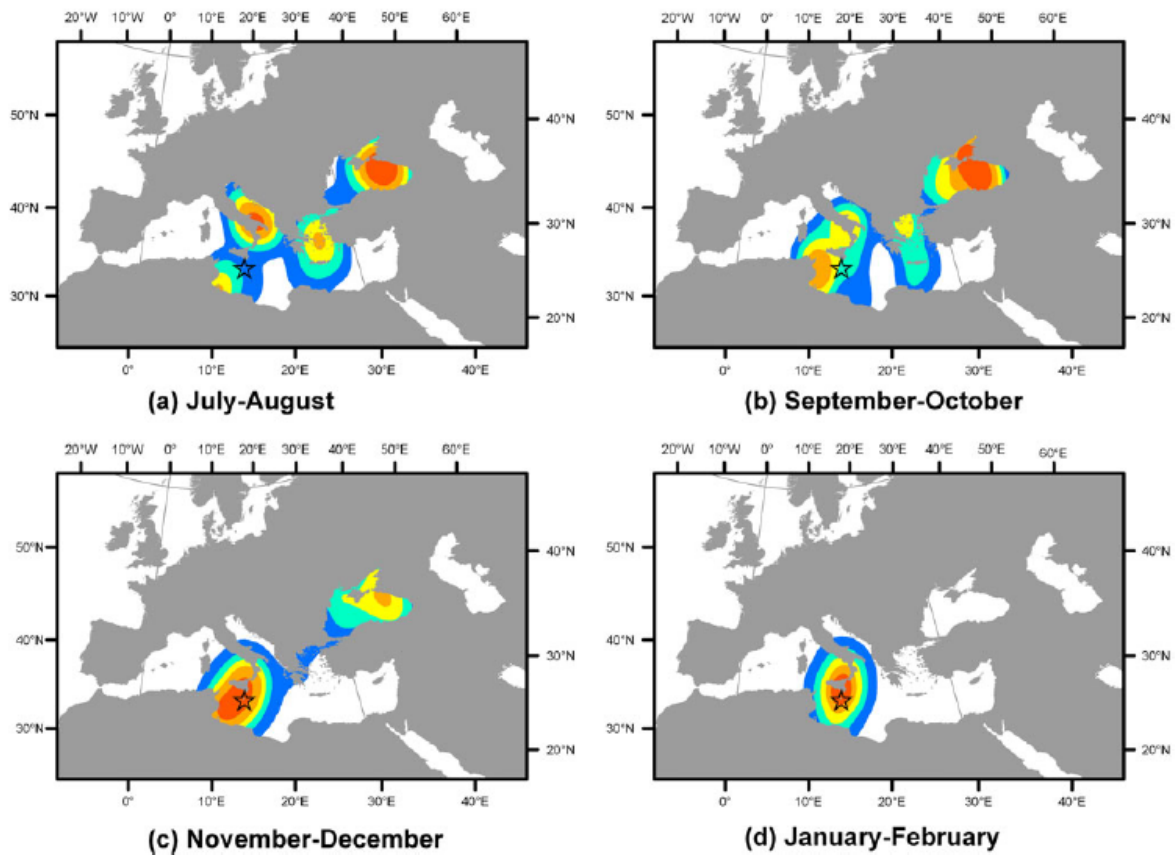 20°W 10°W 0° 10°E 20°E 30°E 40°E 50°E 60°E 20°W 10°W 0° 10°E 20°E 30°E 40°E 50°E 60°E
50°N 40°N 50°N 40°N
40°N 30°N 40°N 30°N
30°N 20°N 30°N 20°N
0° 10°E 20°E 30°E 40°E 0° 10°E 20°E 30°E 40°E
(a) July-August (b) September-October
20°W 10°W 0° 10°E 20°E 30°E 40°E 50°E 60°E 20°W 10°W 0° 10°E 20°E 30°E 40°E 50°E 60°E
50°N 40°N 50°N 40°N
40°N 30°N 40°N 30°N
30°N 20°N 30°N 20°N
0° 10°E 20°E 30°E 40°E 0° 10°E 20°E 30°E 40°E
(c) November-December (d) January-February